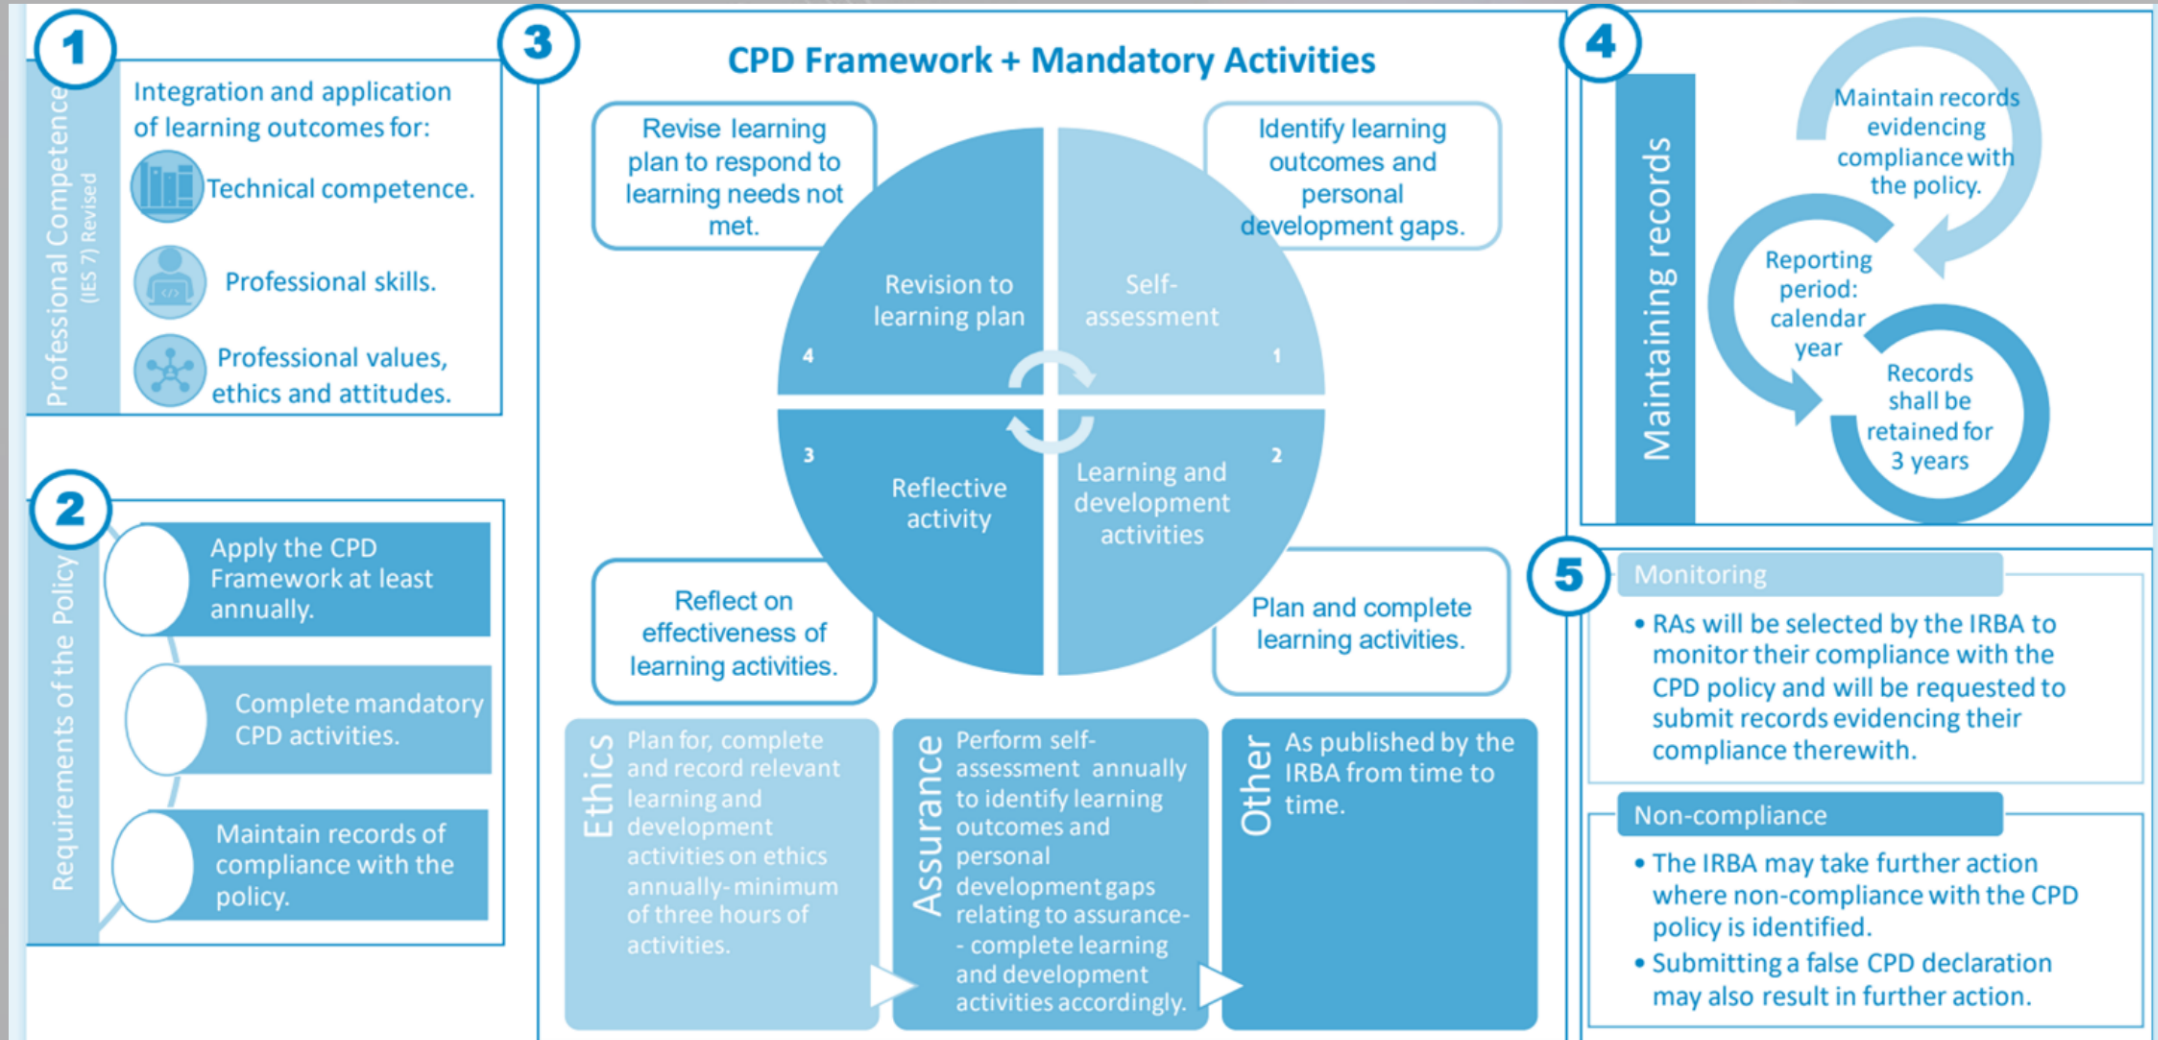 1
Professional Competence
(IES 7) Revised
Integration and application
of learning outcomes for:
Technical competence.
Professional skills.
</>
Professional values,
ethics and attitudes.
2
Requirements of the Policy
Apply the CPD
Framework at least
annually.
Complete mandatory
CPD activities.
Maintain records of
compliance with the
policy.
3
CPD Framework + Mandatory Activities
Revise learning
plan to respond to
learning needs not
met.
Identify learning
outcomes and
personal
development gaps.
Revision to
learning plan
4
Self-
assessment
1
3
Reflective
activity
2
Learning and
development
activities
Reflect on
effectiveness of
learning activities.
Plan and complete
learning activities.
Ethics
Plan for, complete
and record relevant
learning and
development
activities on ethics
annually-minimum
of three hours of
activities.
Assurance
Perform self-
assessment annually
to identify learning
outcomes and
personal
development gaps
relating to assurance-
- complete learning
and development
activities accordingly.
Other
As published by the
IRBA from time to
time.
4
Maintaining records
Maintain records
evidencing
compliance with
the policy.
Reporting
period:
calendar
year
Records
shall be
retained for
3 years
5
Monitoring
• RAs will be selected by the IRBA to
monitor their compliance with the
CPD policy and will be requested to
submit records evidencing their
compliance therewith.
Non-compliance
• The IRBA may take further action
where non-compliance with the CPD
policy is identified.
• Submitting a false CPD declaration
may also result in further action.